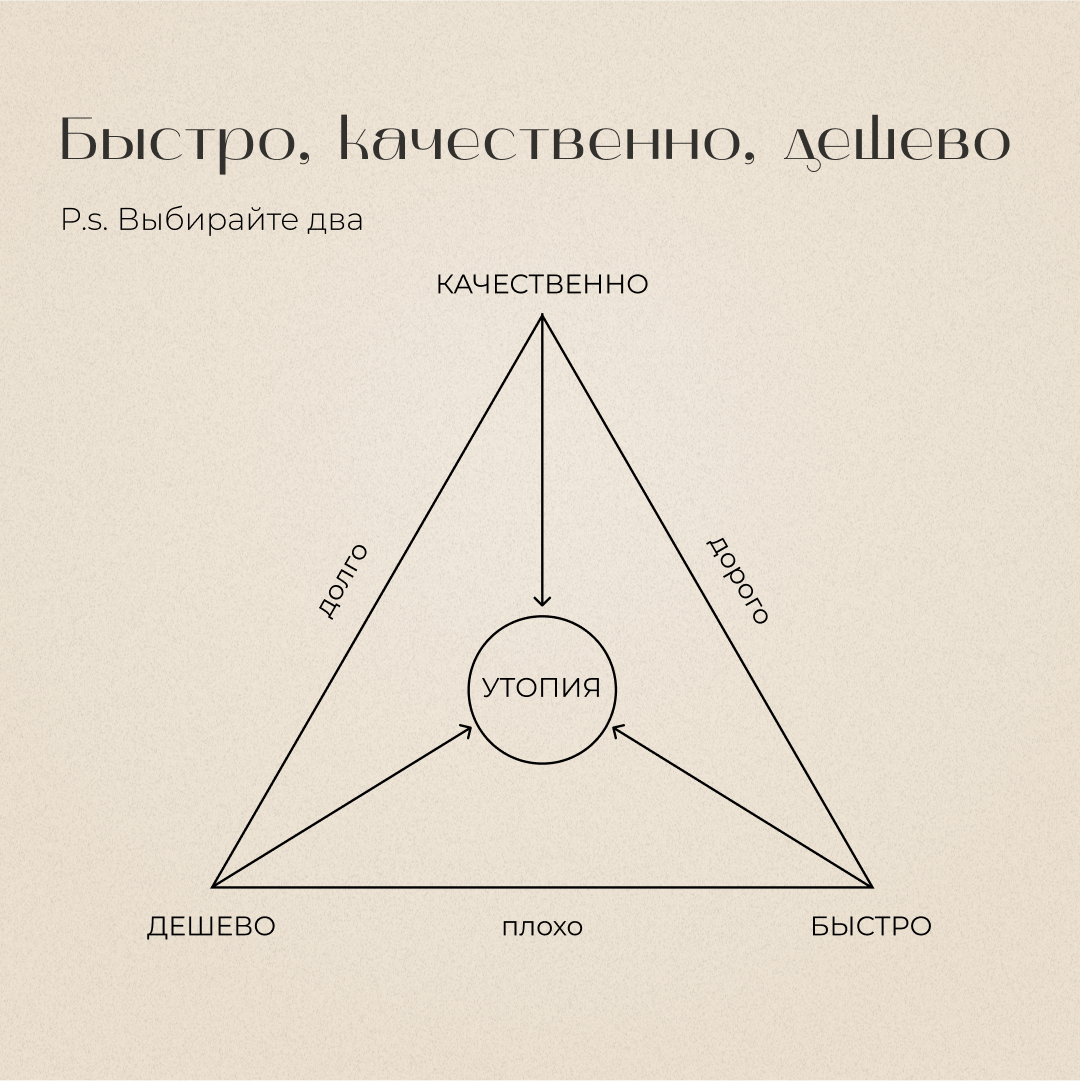 Быстро, качественно, дешево
P.s. Выбирайте два
КАЧЕСТВЕННО
долго
дорого
УТОПИЯ
ДЕШЕВО
плохо
БЫСТРО